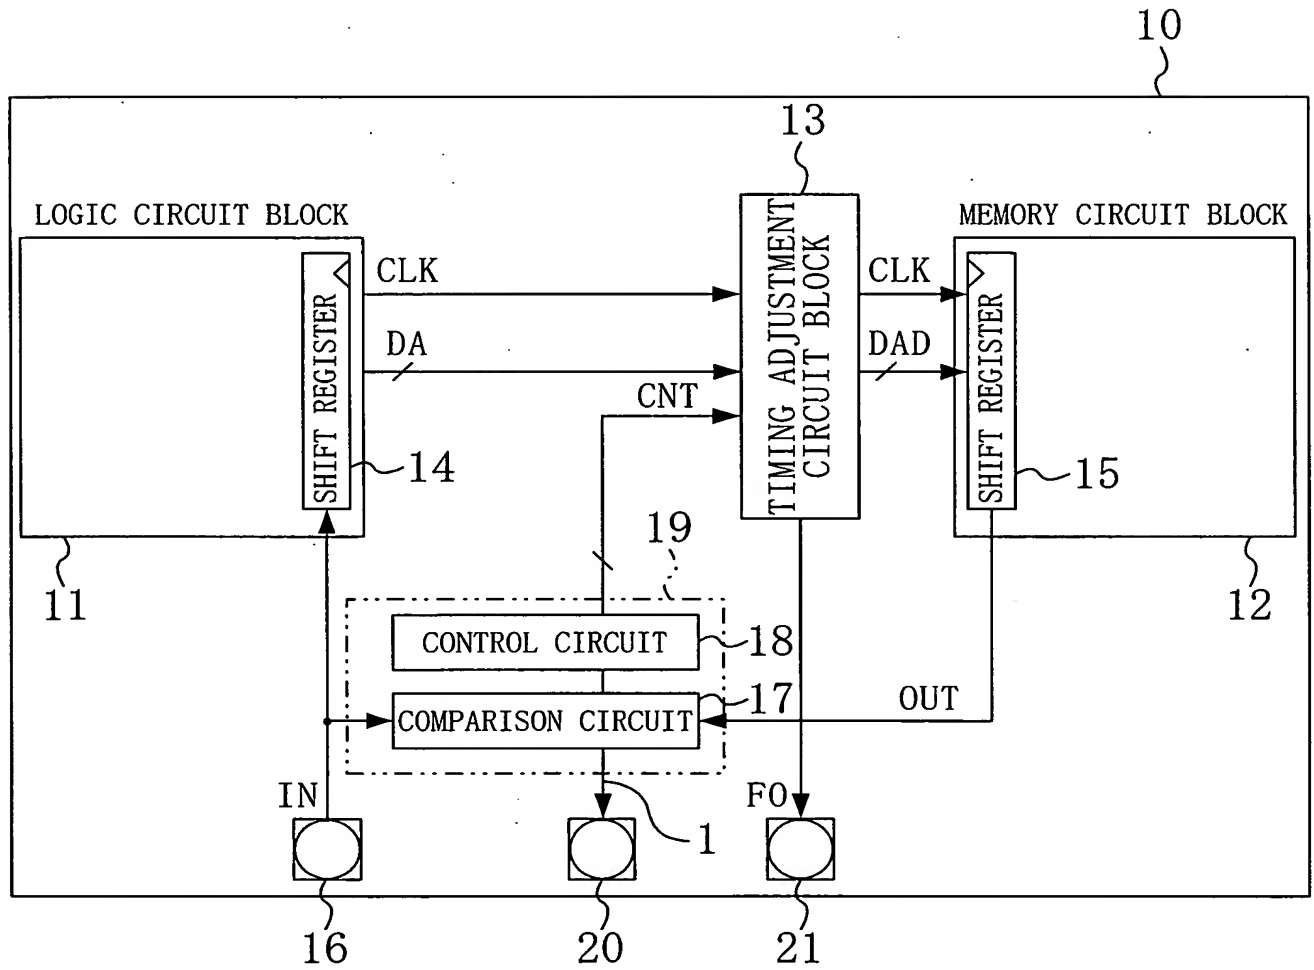 10
13
LOGIC CIRCUIT BLOCK
MEMORY CIRCUIT BLOCK
CLK
CLK
DA
DAD
CNT
SHIFT REGISTER
TIMING ADJUSTMENT
CIRCUIT BLOCK
SHIFT REGISTER
14
15
19
11
12
CONTROL CIRCUIT
18
17
OUT
COMPARISON CIRCUIT
IN
FO
1
16
20
21